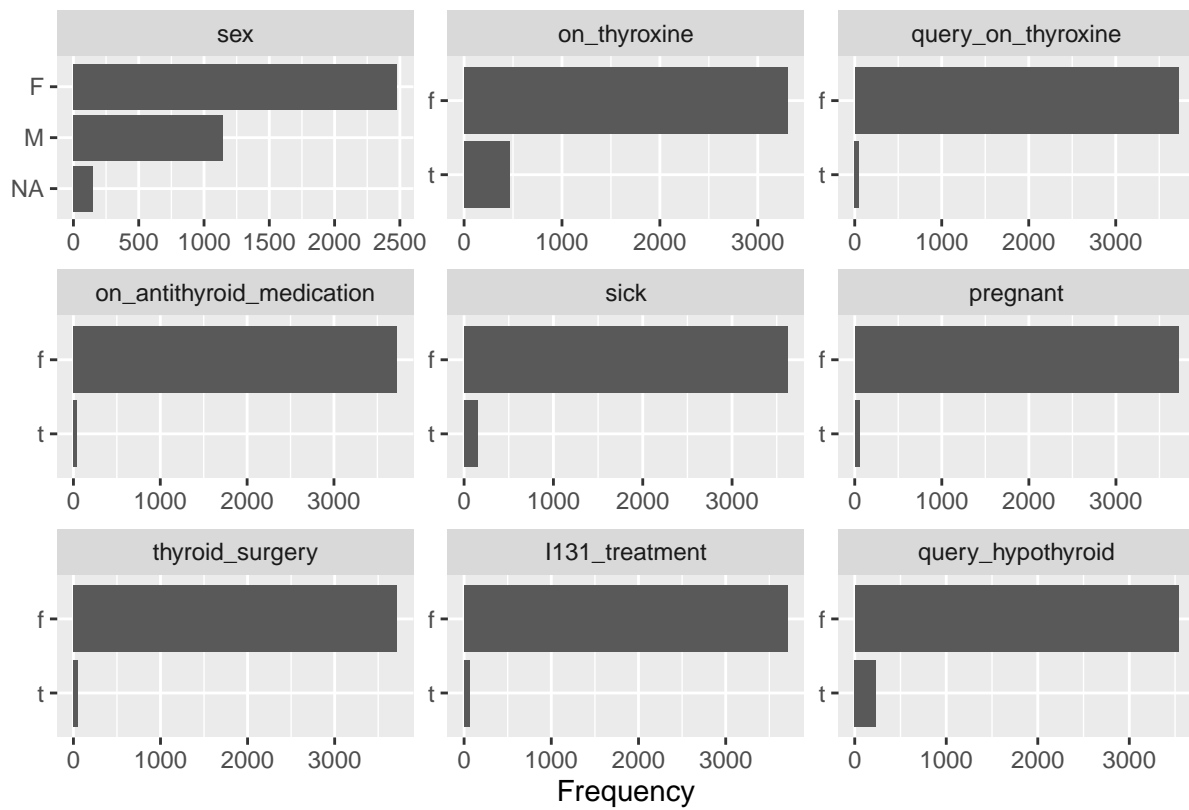 sex on_thyroxine query_on_thyroxine
F f f
M
NA t t
0 500 1000 1500 2000 2500 0 1000 2000 3000 0 1000 2000 3000
on_antithyroid_medication sick pregnant
f f f
t t t
0 1000 2000 3000 0 1000 2000 3000 0 1000 2000 3000
thyroid_surgery I131_treatment query_hypothyroid
f f f
t t t
0 1000 2000 3000 0 1000 2000 3000 0 1000 2000 3000
Frequency